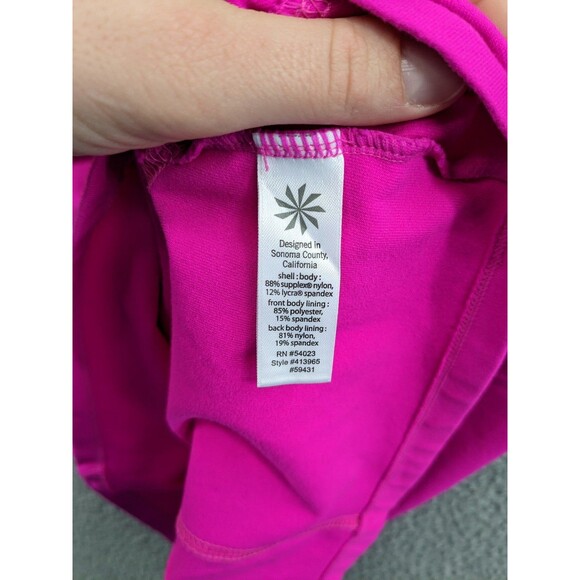 Designed in
Sonoma County,
California
shell : body :
88% supplex® nylon,
12% lycra® spandex
front body lining :
85% polyester,
15% spandex
back body lining :
81% nylon,
19% spandex
RN #54023
Style #413965
#59431